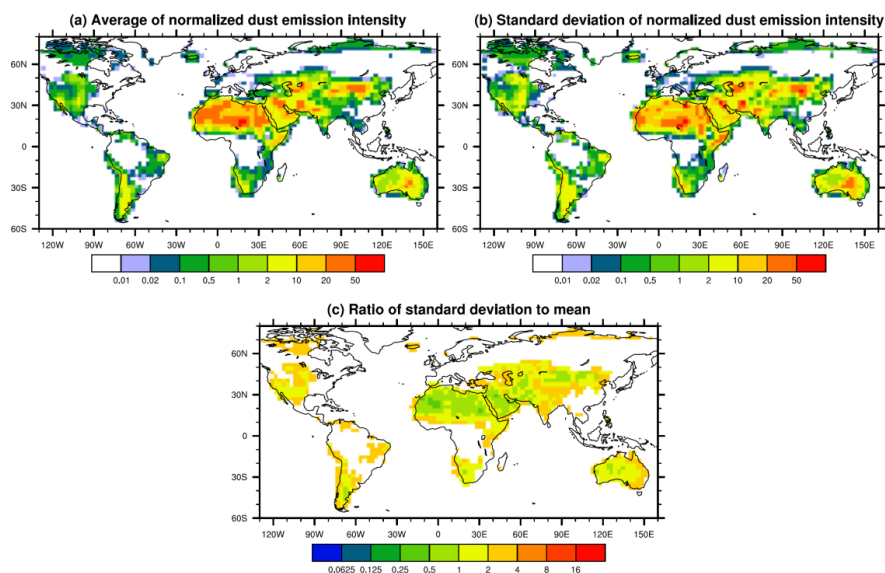 (a) Average of normalized dust emission intensity
(b) Standard deviation of normalized dust emission intensity
60N
30N
0
30S
60S
120W 90W 60W 30W 0 30E 60E 90E 120E 150E
0.01 0.02 0.1 0.5 1 2 10 20 50
60N
30N
0
30S
60S
120W 90W 60W 30W 0 30E 60E 90E 120E 150E
0.01 0.02 0.1 0.5 1 2 10 20 50
(c) Ratio of standard deviation to mean
60N
30N
0
30S
60S
120W 90W 60W 30W 0 30E 60E 90E 120E 150E
0.0625 0.125 0.25 0.5 1 2 4 8 16